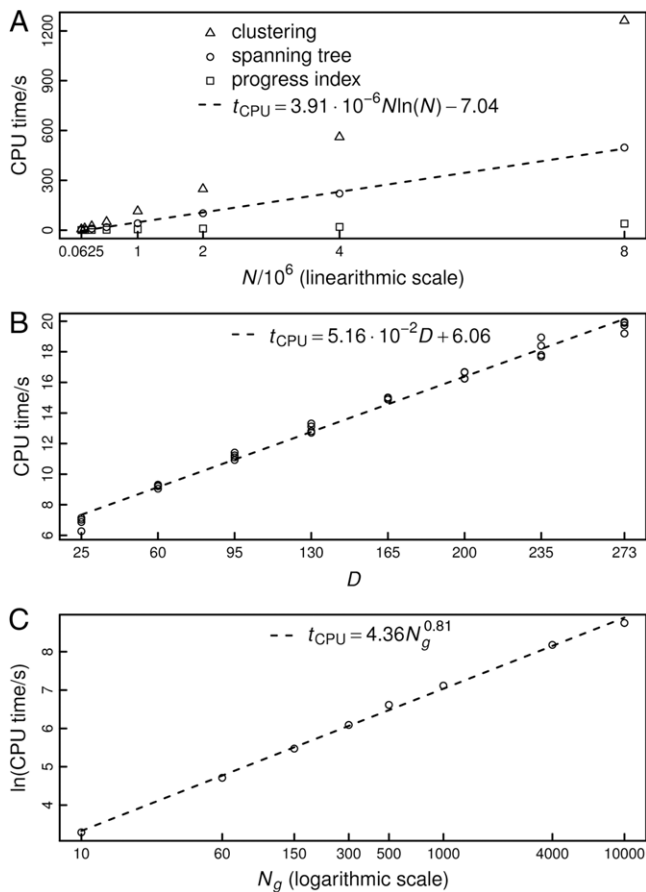 A
CPU time/s
1200
900
600
300
0
△ clustering
○ spanning tree
□ progress index
t_CPU = 3.91 · 10^−6 N ln(N) − 7.04
0.0625 1 2 4 8
N/10^6 (linearithmic scale)
B
CPU time/s
20
18
16
14
12
10
8
6
t_CPU = 5.16 · 10^−2 D + 6.06
25 60 95 130 165 200 235 273
D
C
ln(CPU time/s)
8
7
6
5
4
t_CPU = 4.36 N_g^0.81
10 60 150 300 500 1000 4000 10000
N_g (logarithmic scale)